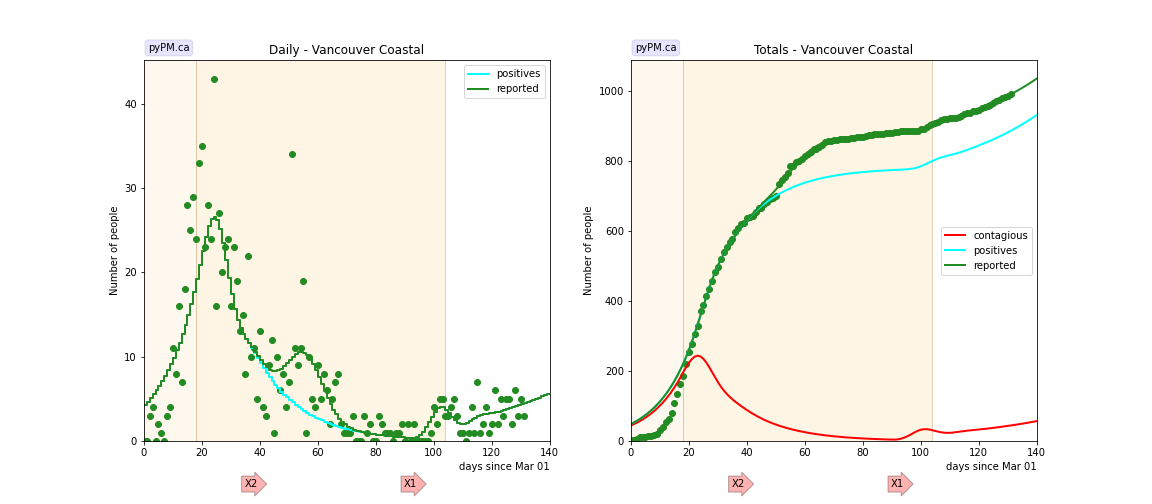 pyPM.ca
Daily - Vancouver Coastal
positives
reported
Number of people
40
30
20
10
0
0 20 40 60 80 100 120 140
days since Mar 01
X2
X1
pyPM.ca
Totals - Vancouver Coastal
contagious
positives
reported
Number of people
1000
800
600
400
200
0
0 20 40 60 80 100 120 140
days since Mar 01
X2
X1